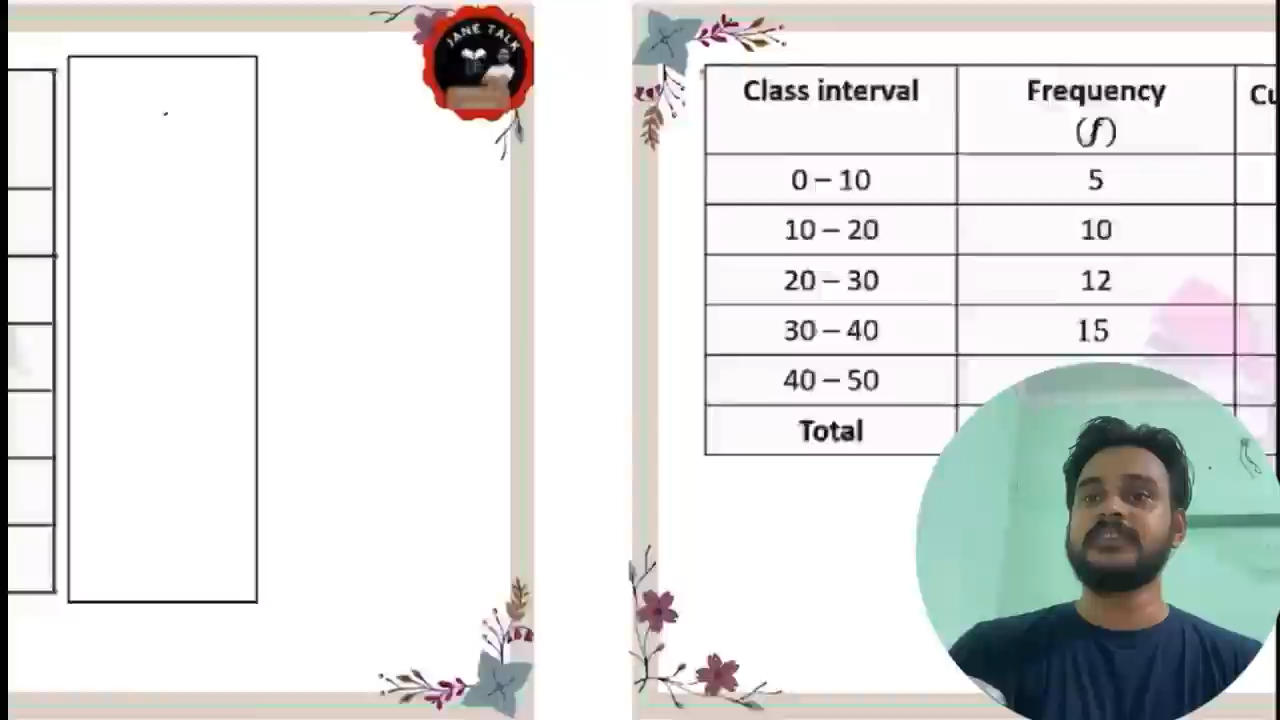 JANE TALK
Class interval Frequency Cu
(f)
0 – 10 5
10 – 20 10
20 – 30 12
30 – 40 15
40 – 50
Total